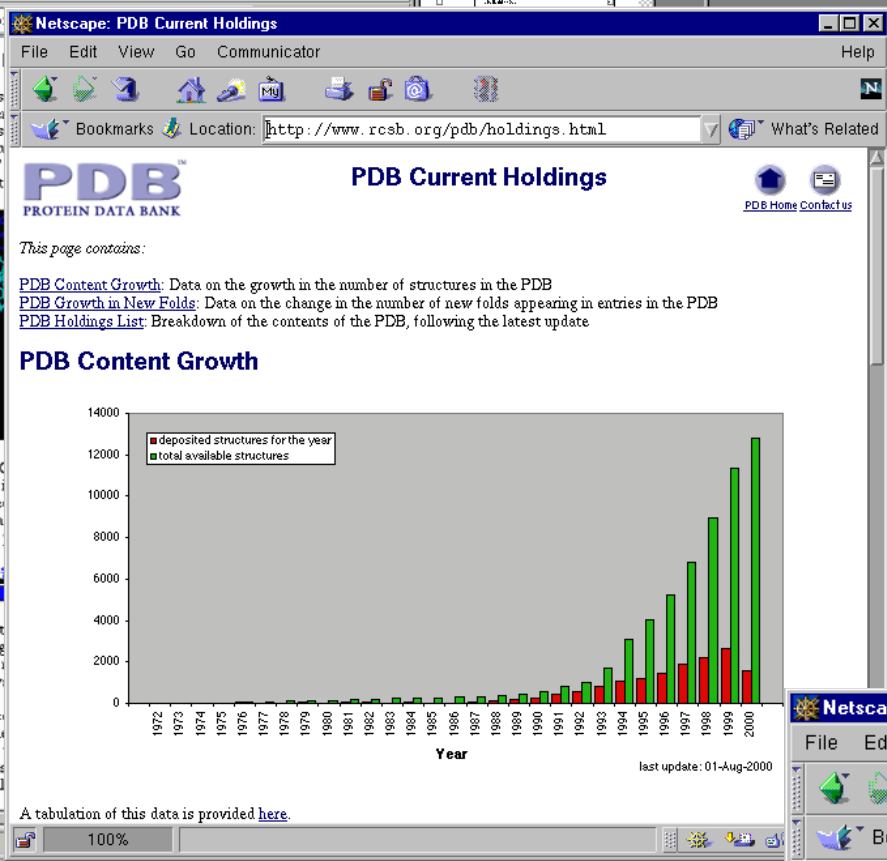 Netscape: PDB Current Holdings
File Edit View Go Communicator Help
My
N
Bookmarks Location: http://www.rcsb.org/pdb/holdings.html What's Related
PDB™
PROTEIN DATA BANK
PDB Current Holdings
PDB Home Contact us
This page contains:
PDB Content Growth: Data on the growth in the number of structures in the PDB
PDB Growth in New Folds: Data on the change in the number of new folds appearing in entries in the PDB
PDB Holdings List: Breakdown of the contents of the PDB, following the latest update
PDB Content Growth
14000
12000
10000
8000
6000
4000
2000
0
deposited structures for the year
total available structures
1972 1973 1974 1975 1976 1977 1978 1979 1980 1981 1982 1983 1984 1985 1986 1987 1988 1989 1990 1991 1992 1993 1994 1995 1996 1997 1998 1999 2000
Year
last update: 01-Aug-2000
A tabulation of this data is provided here.
100%
Netsca
File Ed
B